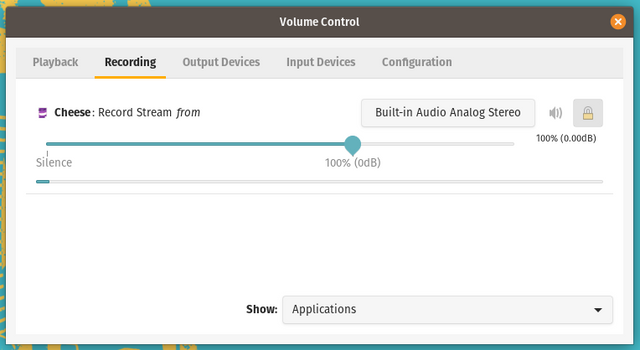 Volume Control
Playback Recording Output Devices Input Devices Configuration
Cheese: Record Stream from Built-in Audio Analog Stereo
100% (0.00dB)
Silence 100% (0dB)
Show: Applications